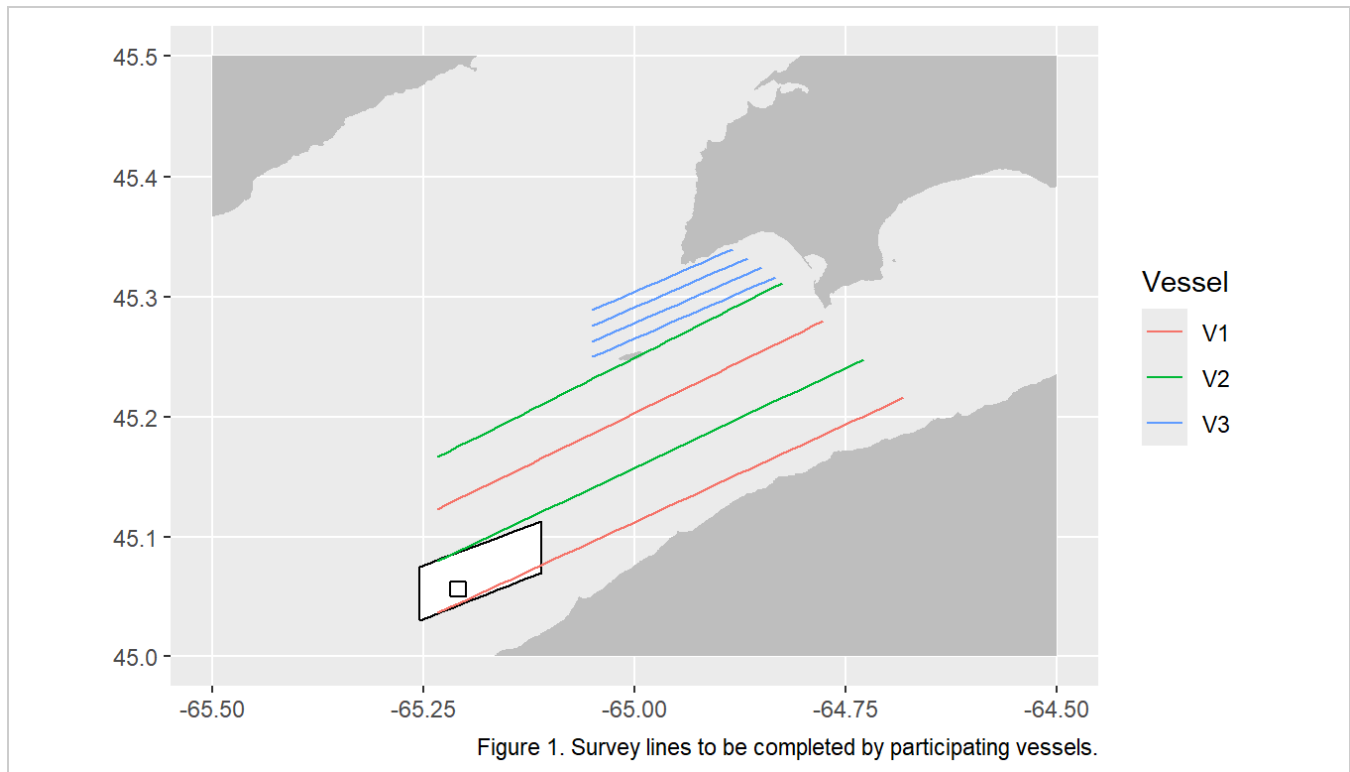 45.5
45.4
45.3
45.2
45.1
45.0
-65.50 -65.25 -65.00 -64.75 -64.50
Vessel
V1
V2
V3
Figure 1. Survey lines to be completed by participating vessels.